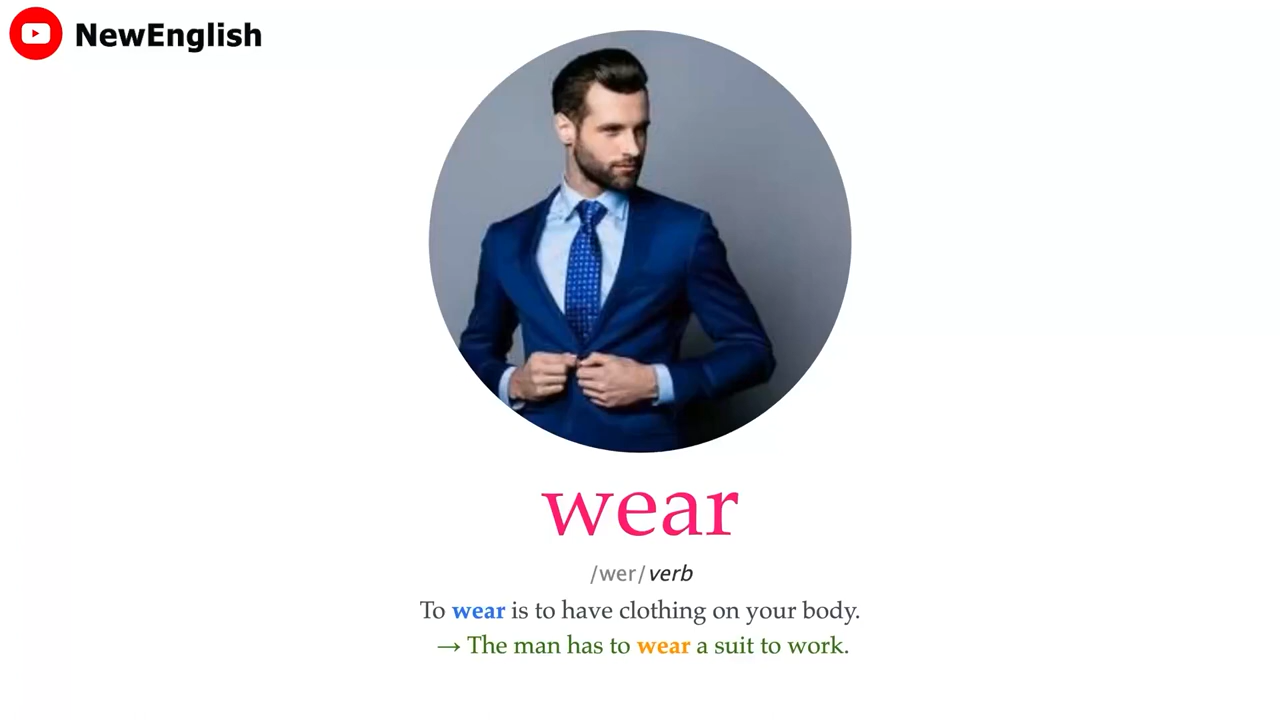 NewEnglish
wear
/wer/verb
To wear is to have clothing on your body.
→ The man has to wear a suit to work.